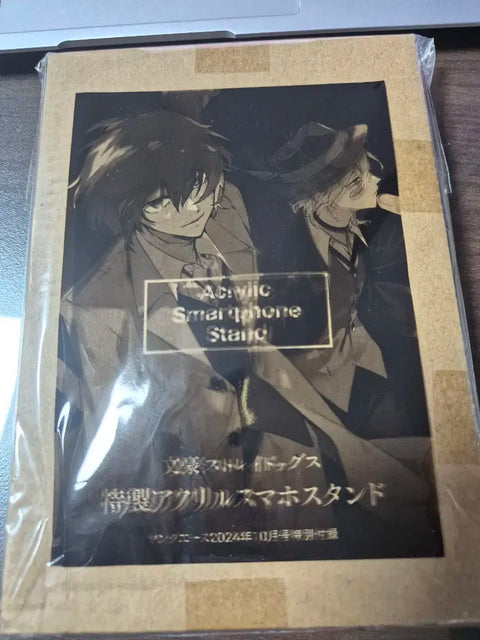 Acrylic
Smartphone
Stand
文豪ストレイドッグス
特製アクリルスマホスタンド
ヤングエース2024年10月号特別付録